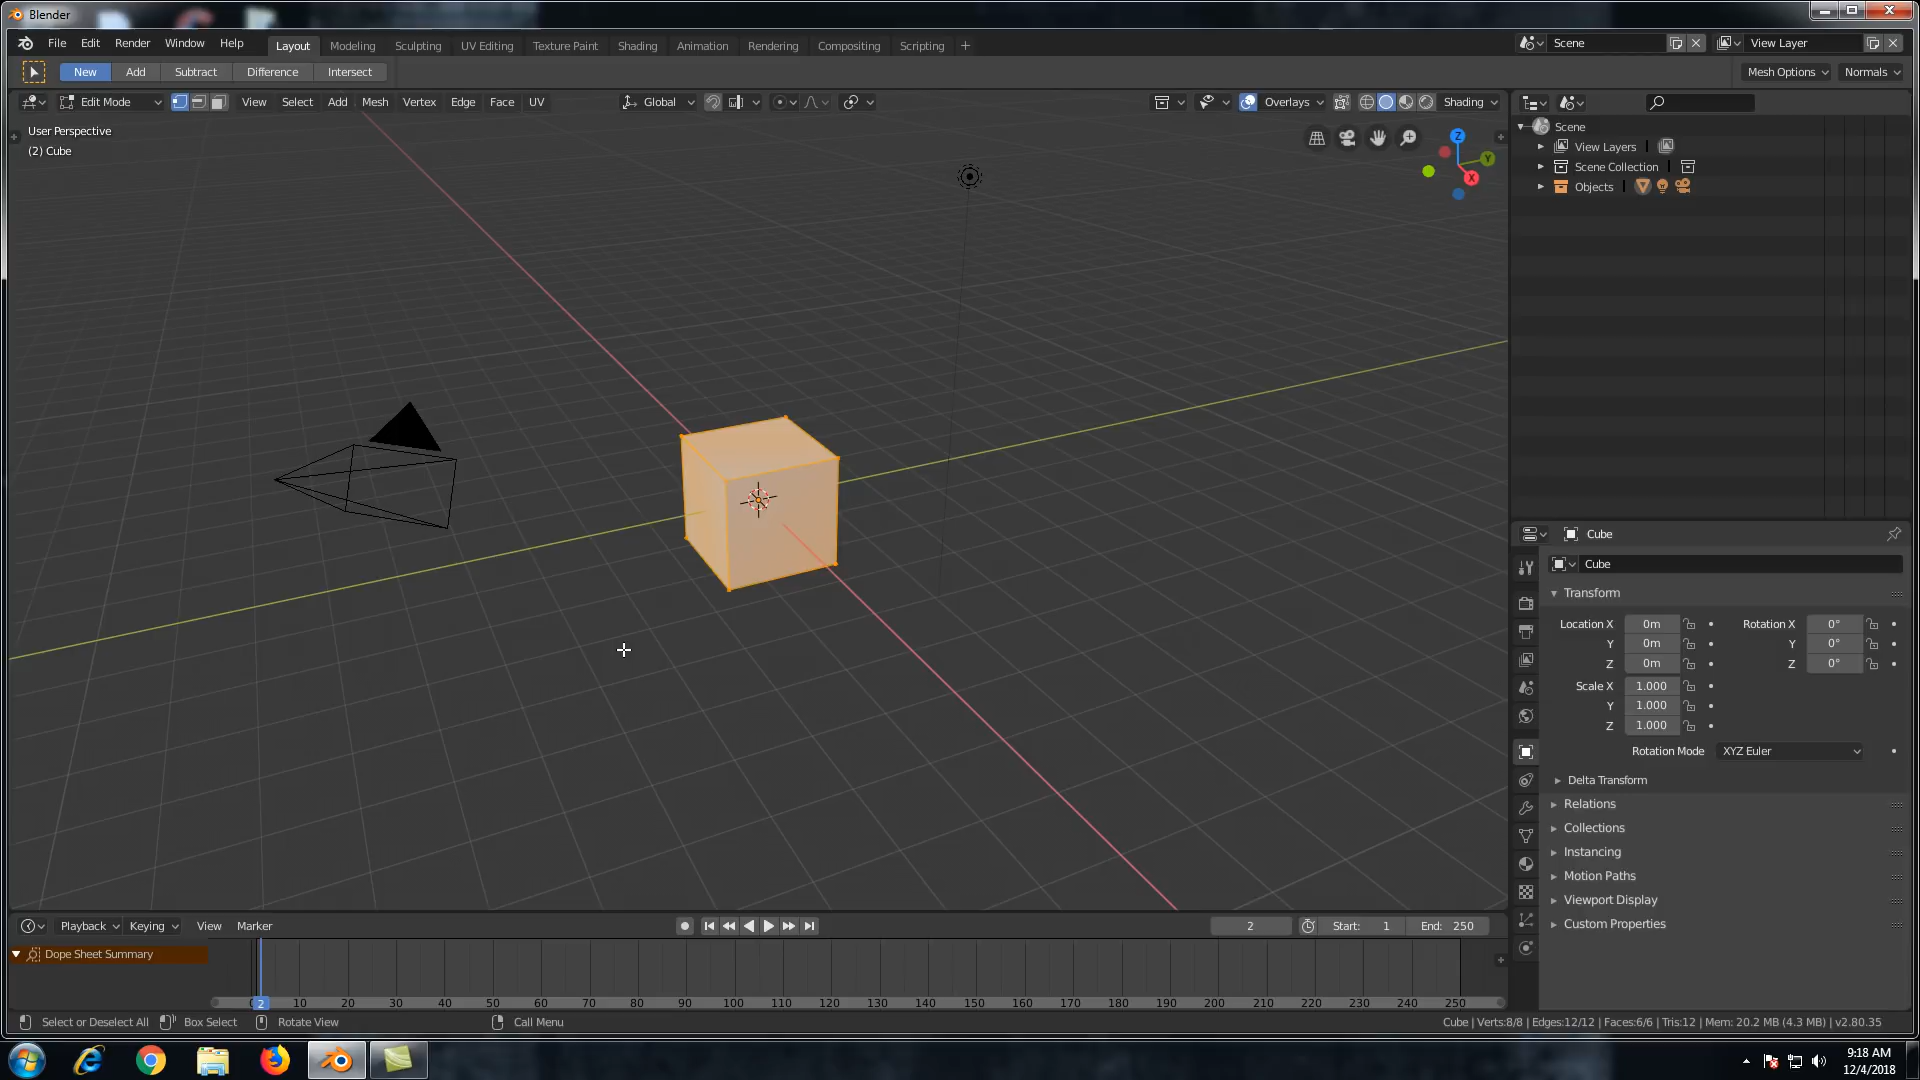 Blender
File Edit Render Window Help Layout Modeling Sculpting UV Editing Texture Paint Shading Animation Rendering Compositing Scripting + Scene View Layer
New Add Subtract Difference Intersect Mesh Options Normals
Edit Mode View Select Add Mesh Vertex Edge Face UV Global Overlays Shading
User Perspective
(2) Cube
Z
Y
X
Scene
View Layers
Scene Collection
Objects
Cube
Cube
Transform
Location X 0m Rotation X 0°
Y 0m Y 0°
Z 0m Z 0°
Scale X 1.000
Y 1.000
Z 1.000
Rotation Mode XYZ Euler
Delta Transform
Relations
Collections
Instancing
Motion Paths
Viewport Display
Custom Properties
Playback Keying View Marker 2 Start: 1 End: 250
Dope Sheet Summary
2 10 20 30 40 50 60 70 80 90 100 110 120 130 140 150 160 170 180 190 200 210 220 230 240 250
Select or Deselect All Box Select Rotate View Call Menu Cube | Verts:8/8 | Edges:12/12 | Faces:6/6 | Tris:12 | Mem: 20.2 MB (4.3 MB) | v2.80.35
9:18 AM
12/4/2018